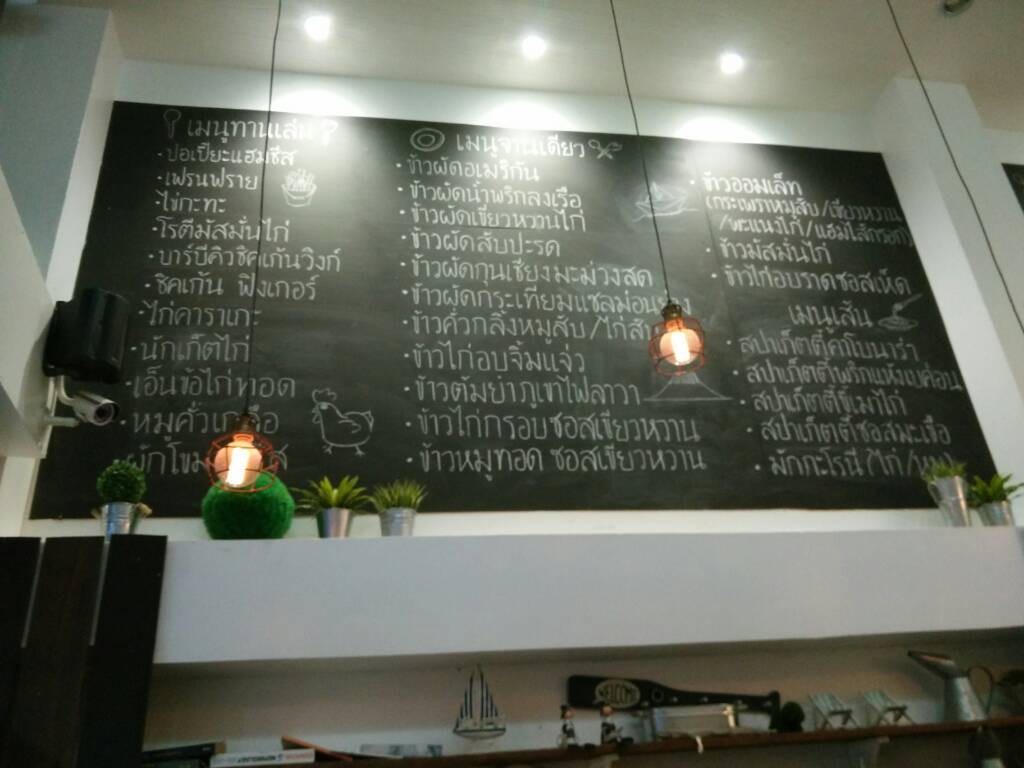 เมนูทานเล่น
·ปอเปี๊ยะแฮมชีส
·เฟรนฟราย
·ไข่กะทะ
·โรตีมัสมั่นไก่
·บาร์บีคิวชิคเก้นวิงก์
·ชิคเก้น ฟิงเกอร์
·ไก่คาราเกะ
·นักเก็ตไก่
·เอ็นข้อไก่ทอด
·หมูคั่วเกลือ
ผักโขม
เมนูจานเดียว
·ข้าวผัดอเมริกัน
·ข้าวผัดน้ำพริกลงเรือ
·ข้าวผัดเขียวหวานไก่
·ข้าวผัดสับปะรด
·ข้าวผัดกุนเชียงมะม่วงสด
·ข้าวผัดกระเทียมแซลม่อน
·ข้าวคั่วกลิ้งหมูสับ/ไก่สับ
·ข้าวไก่อบจิ้มแจ่ว
·ข้าวต้มยำภูเขาไฟลาวา
·ข้าวไก่กรอบซอสเขียวหวาน
·ข้าวหมูทอด ซอสเขียวหวาน
·ข้าวออมเล็ท
(กระเพราหมูสับ/เขียวหวาน
/พะแนงไก่/แฮมไส้กรอก)
·ข้าวมัสมั่นไก่
·ข้าวไก่อบราดซอสเห็ด
เมนูเส้น
·สปาเก็ตตี้คาโบนาร่า
·สปาเก็ตตี้พริกแห้งเบค่อน
·สปาเก็ตตี้ขี้เมาไก่
·สปาเก็ตตี้ซอสมะเขือ
·มักกะโรนี (ไก่/หมู)
WELCOME